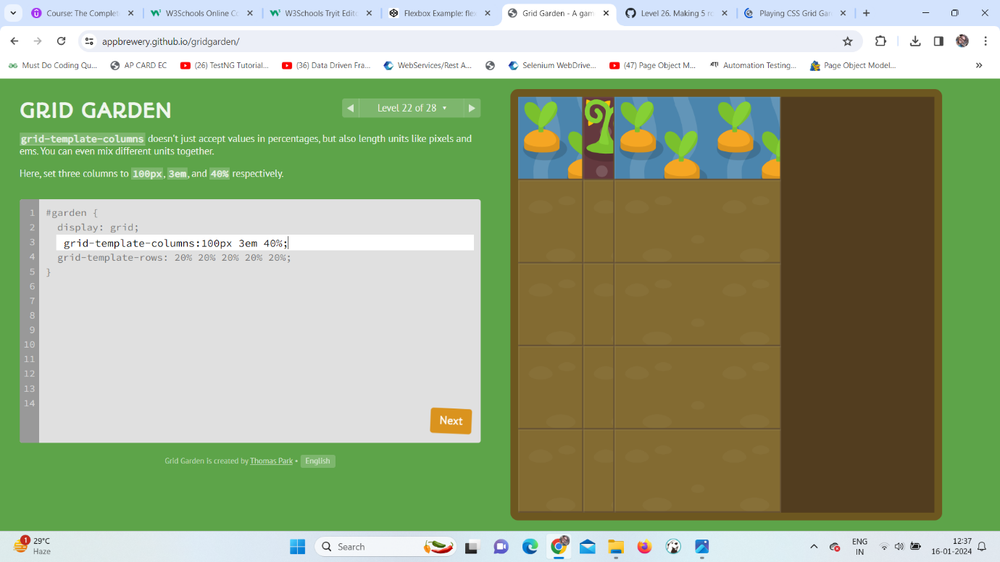 Course: The Complet
W3Schools Online Co
W3Schools Tryit Edito
Flexbox Example: flex
Grid Garden - A gam
Level 26. Making 5 ro
Playing CSS Grid Gar
appbrewery.github.io/gridgarden/
Must Do Coding Qu...
AP CARD EC
(26) TestNG Tutorial...
(36) Data Driven Fra...
WebServices/Rest A...
Selenium WebDrive...
(47) Page Object M...
Automation Testing...
Page Object Model...
GRID GARDEN
Level 22 of 28
grid-template-columns doesn't just accept values in percentages, but also length units like pixels and
ems. You can even mix different units together.
Here, set three columns to 100px, 3em, and 40% respectively.
1 #garden {
2 display: grid;
3 grid-template-columns:100px 3em 40%;
4 grid-template-rows: 20% 20% 20% 20% 20%;
5 }
6
7
8
9
10
11
12
13
14
Next
Grid Garden is created by Thomas Park • English
1
29°C
Haze
Search
ENG
IN
12:37
16-01-2024